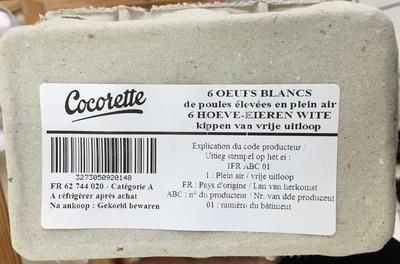 Cocorette
6 OEUFS BLANCS
de poules élevées en plein air
6 HOEVE-EIEREN WITE
kippen van vrije uitloop
3273050920148
FR 62 744 020 - Catégorie A
A réfrigérer après achat
Na ankoop : Gekoeld bewaren
Explication du code producteur /
Uitieg stempel op het ei :
1FR ABC 01
1 : Plein air / vrije uitloop
FR : Pays d'origine / Lan van herkomst
ABC : n° du producteur / Nr. van dde producent
01 : numéro du bâtiment